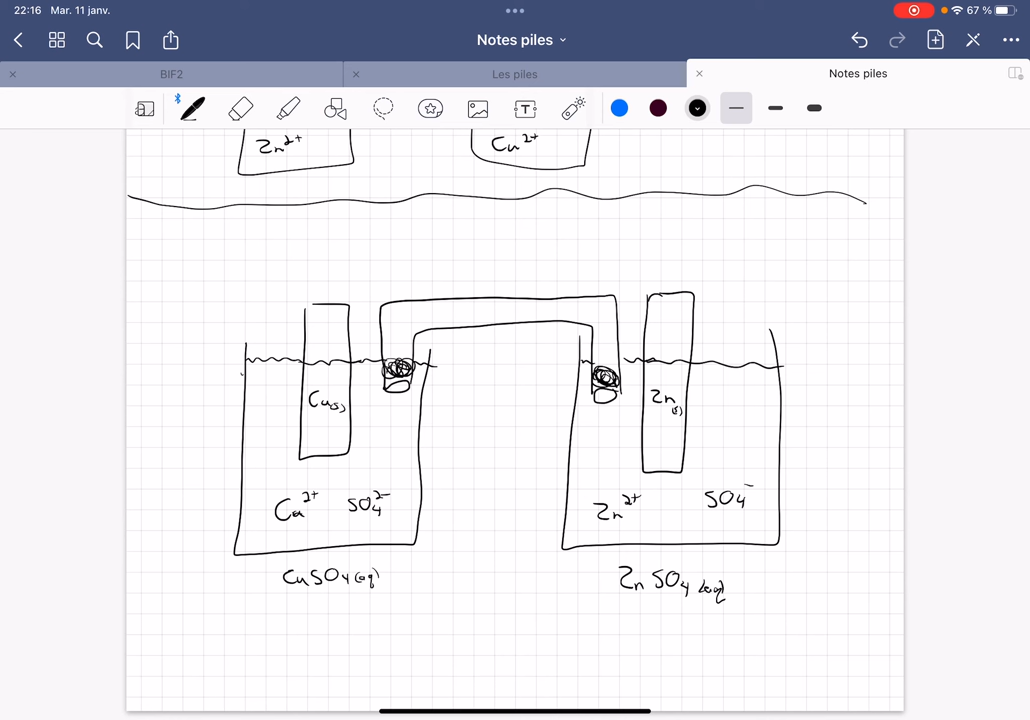 22:16 Mar. 11 janv.
67 %
Notes piles
BIF2
Les piles
Notes piles
T
Zn²⁺
Cu²⁺
Cu(s)
Zn(s)
Cu²⁺ SO₄²⁻
Zn²⁺ SO₄⁻
CuSO₄(aq)
ZnSO₄(aq)